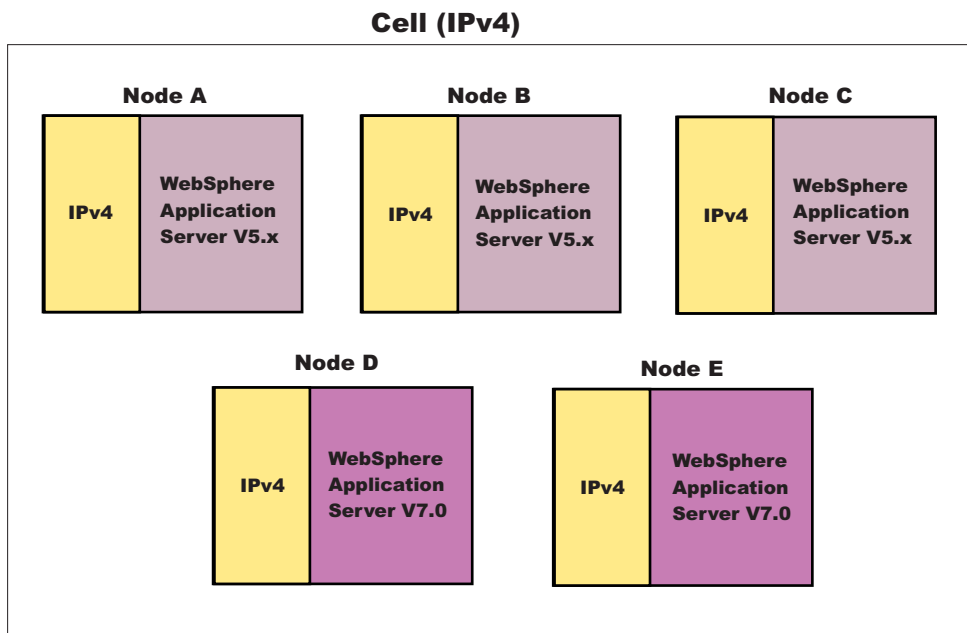 Cell (IPv4)
Node A
IPv4
WebSphere
Application
Server V5.x
Node B
IPv4
WebSphere
Application
Server V5.x
Node C
IPv4
WebSphere
Application
Server V5.x
Node D
IPv4
WebSphere
Application
Server V7.0
Node E
IPv4
WebSphere
Application
Server V7.0